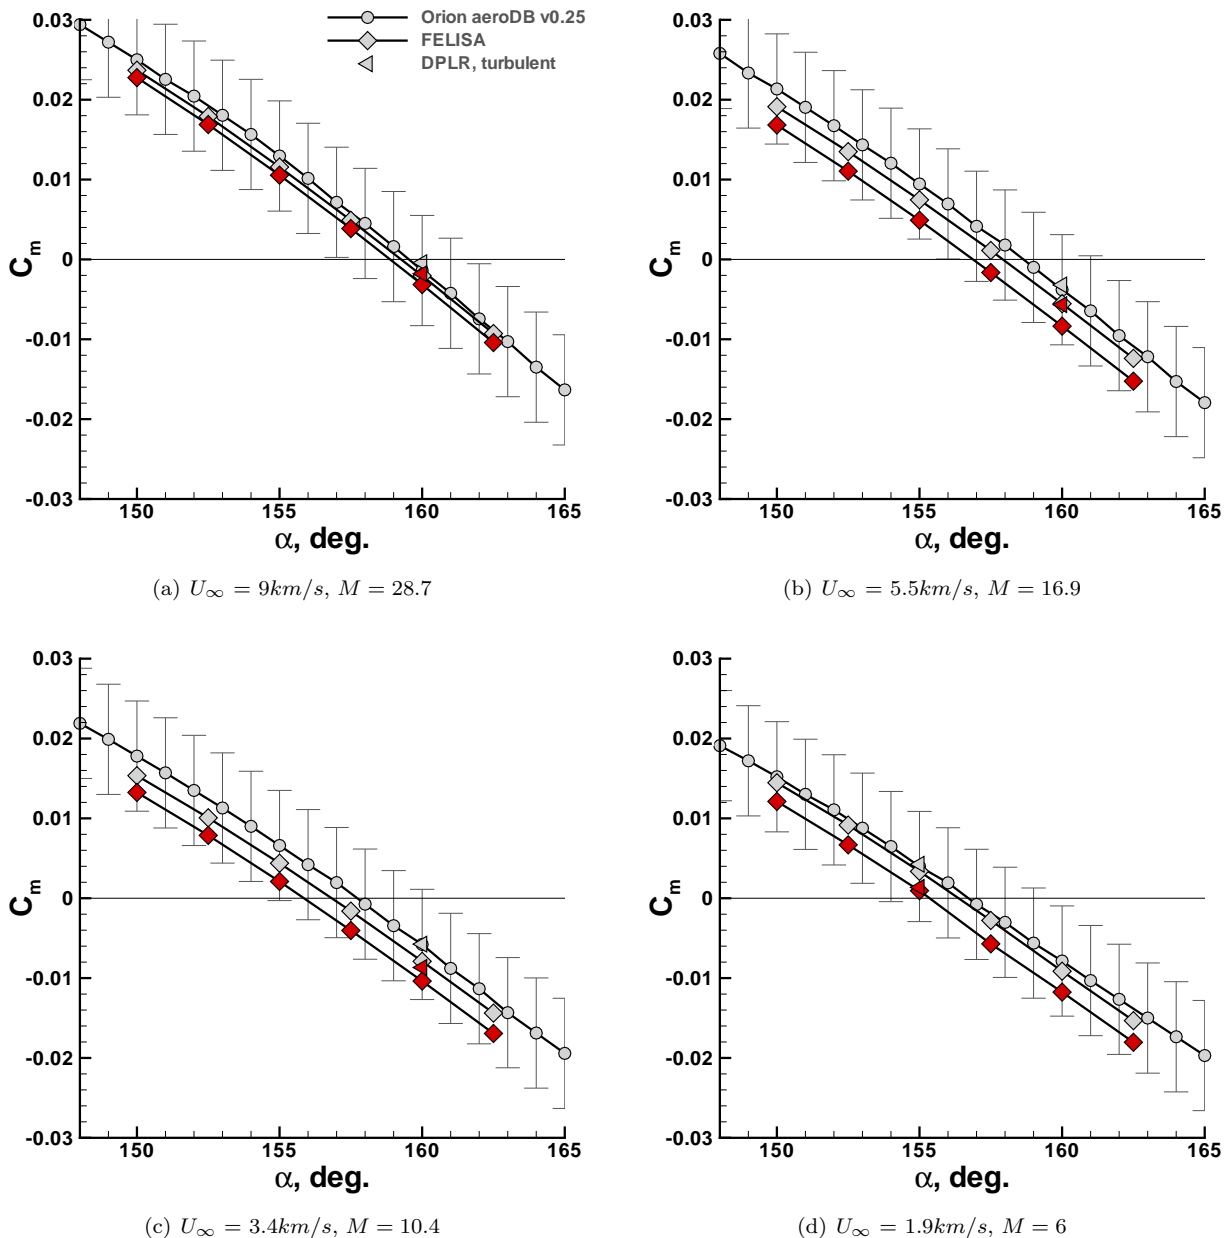 Orion aeroDB v0.25
FELISA
DPLR, turbulent
0.03
0.02
0.01
0
-0.01
-0.02
-0.03
Cm
150 155 160 165
α, deg.
(a) U∞ = 9km/s, M = 28.7
0.03
0.02
0.01
0
-0.01
-0.02
-0.03
Cm
150 155 160 165
α, deg.
(b) U∞ = 5.5km/s, M = 16.9
0.03
0.02
0.01
0
-0.01
-0.02
-0.03
Cm
150 155 160 165
α, deg.
(c) U∞ = 3.4km/s, M = 10.4
0.03
0.02
0.01
0
-0.01
-0.02
-0.03
Cm
150 155 160 165
α, deg.
(d) U∞ = 1.9km/s, M = 6